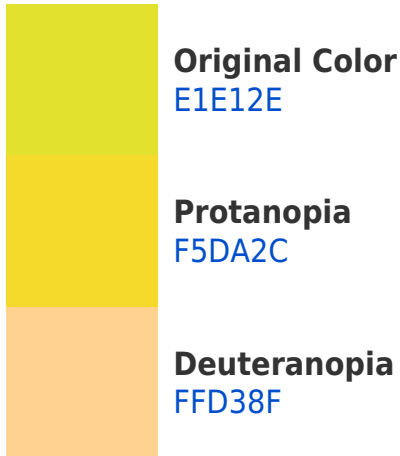 Original Color
E1E12E
Protanopia
F5DA2C
Deuteranopia
FFD38F